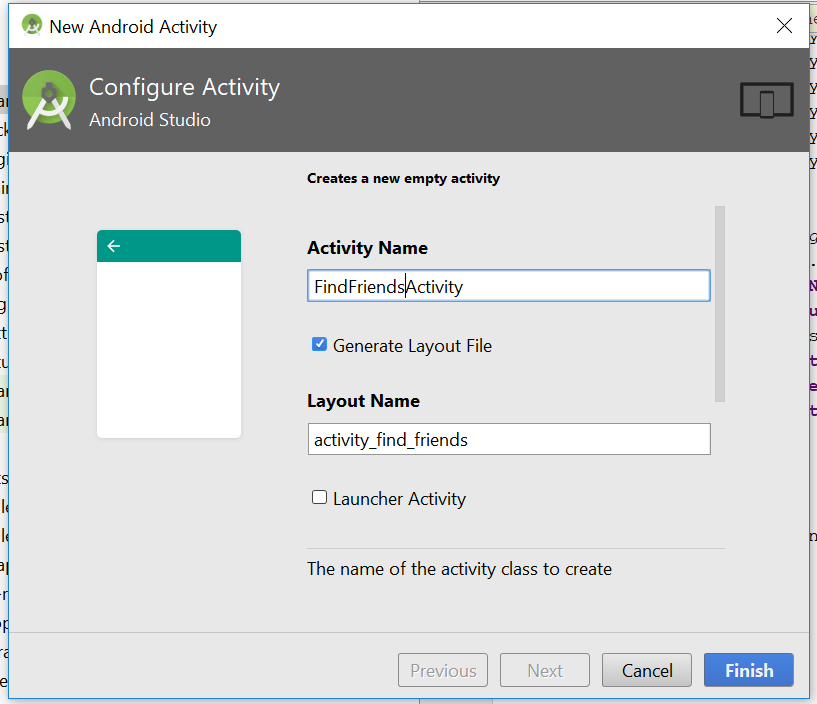 New Android Activity
Configure Activity
Android Studio
Creates a new empty activity
Activity Name
FindFriendsActivity
Generate Layout File
Layout Name
activity_find_friends
Launcher Activity
The name of the activity class to create
Previous
Next
Cancel
Finish